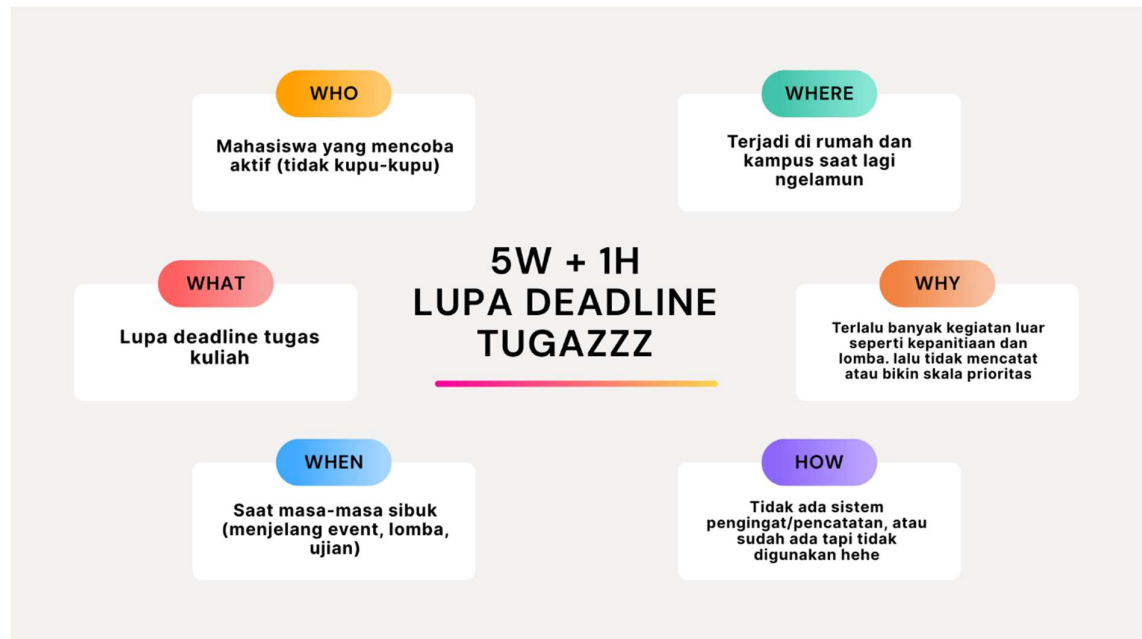 WHO
Mahasiswa yang mencoba
aktif (tidak kupu-kupu)
WHERE
Terjadi di rumah dan
kampus saat lagi
ngelamun
5W + 1H
LUPA DEADLINE
TUGAZZZ
WHAT
Lupa deadline tugas
kuliah
WHY
Terlalu banyak kegiatan luar
seperti kepanitiaan dan
lomba. lalu tidak mencatat
atau bikin skala prioritas
WHEN
Saat masa-masa sibuk
(menjelang event, lomba,
ujian)
HOW
Tidak ada sistem
pengingat/pencatatan, atau
sudah ada tapi tidak
digunakan hehe